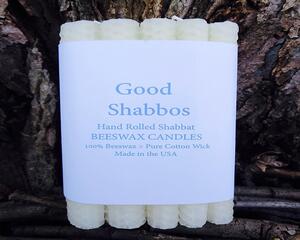 Good
Shabbos
Hand Rolled Shabbat
BEESWAX CANDLES
100% Beeswax > Pure Cotton Wick
Made in the USA